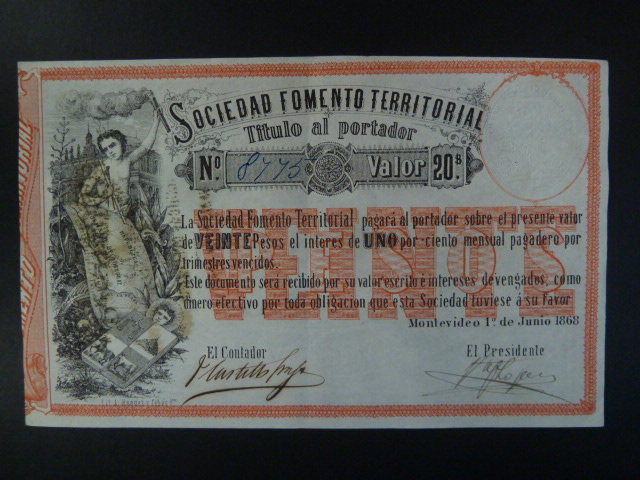 SOCIEDAD FOMENTO TERRITORIAL
Titulo al portador
Nº. 8775 Valor 20.$
VEINTE
La Sociedad Fomento Territorial pagará al portador sobre el presente valor
de VEINTE Pesos el interes de UNO por ciento mensual pagadero por
trimestres vencidos.
Este documento será recibido por su valor escrito é intereses devengados, como
dinero efectivo por toda obligacion que esta Sociedad tuviese á su favor
Montevideo 1º de Junio 1868
El Contador
El Presidente